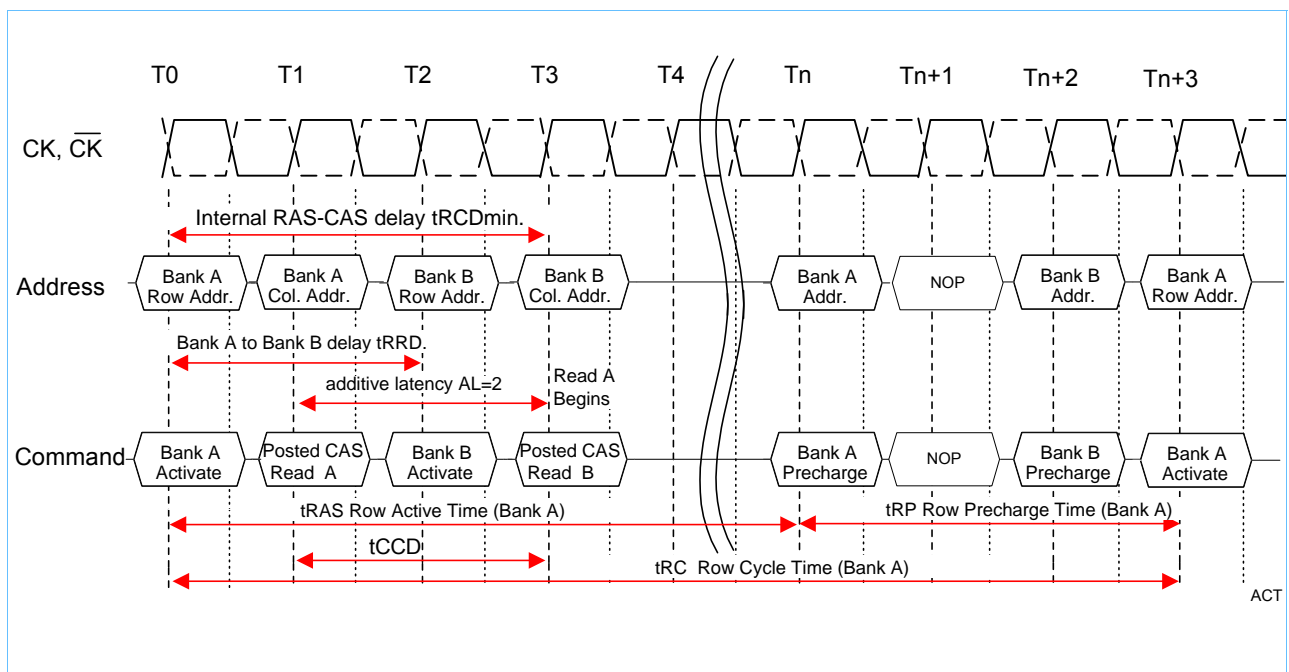 T0 T1 T2 T3 T4 Tn Tn+1 Tn+2 Tn+3
CK, C̅K̅
Internal RAS-CAS delay tRCDmin.
Address
Bank A
Row Addr.
Bank A
Col. Addr.
Bank B
Row Addr.
Bank B
Col. Addr.
Bank A
Addr.
NOP
Bank B
Addr.
Bank A
Row Addr.
Bank A to Bank B delay tRRD.
additive latency AL=2
Read A
Begins
Command
Bank A
Activate
Posted CAS
Read A
Bank B
Activate
Posted CAS
Read B
Bank A
Precharge
NOP
Bank B
Precharge
Bank A
Activate
tRAS Row Active Time (Bank A)
tRP Row Precharge Time (Bank A)
tCCD
tRC Row Cycle Time (Bank A)
ACT